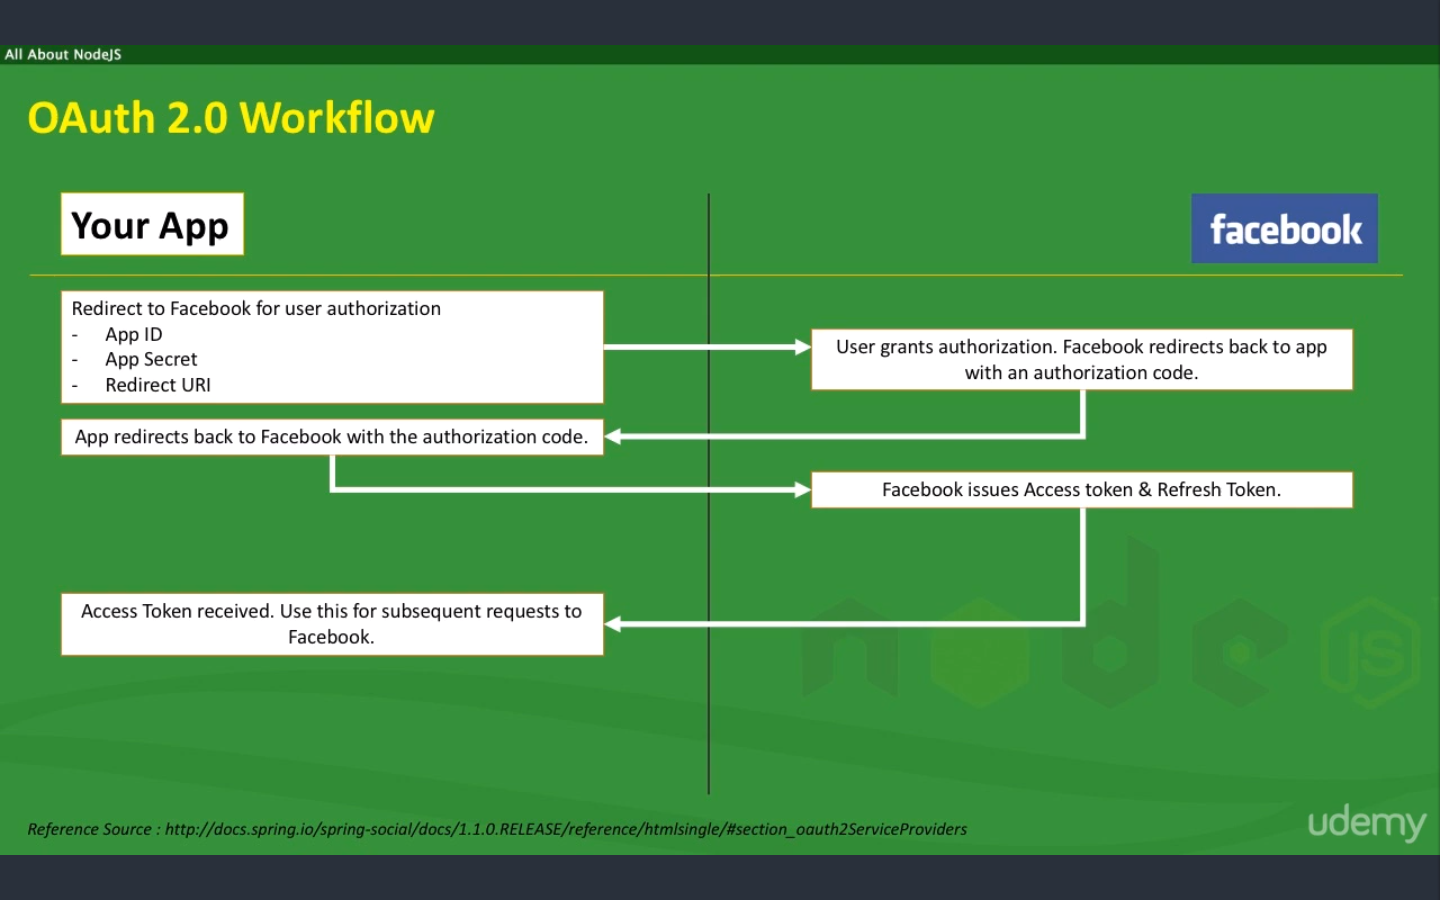 All About NodeJS
OAuth 2.0 Workflow
Your App
facebook
Redirect to Facebook for user authorization
- App ID
- App Secret
- Redirect URI
User grants authorization. Facebook redirects back to app
with an authorization code.
App redirects back to Facebook with the authorization code.
Facebook issues Access token & Refresh Token.
Access Token received. Use this for subsequent requests to
Facebook.
node
JS
Reference Source : http://docs.spring.io/spring-social/docs/1.1.0.RELEASE/reference/htmlsingle/#section_oauth2ServiceProviders
udemy